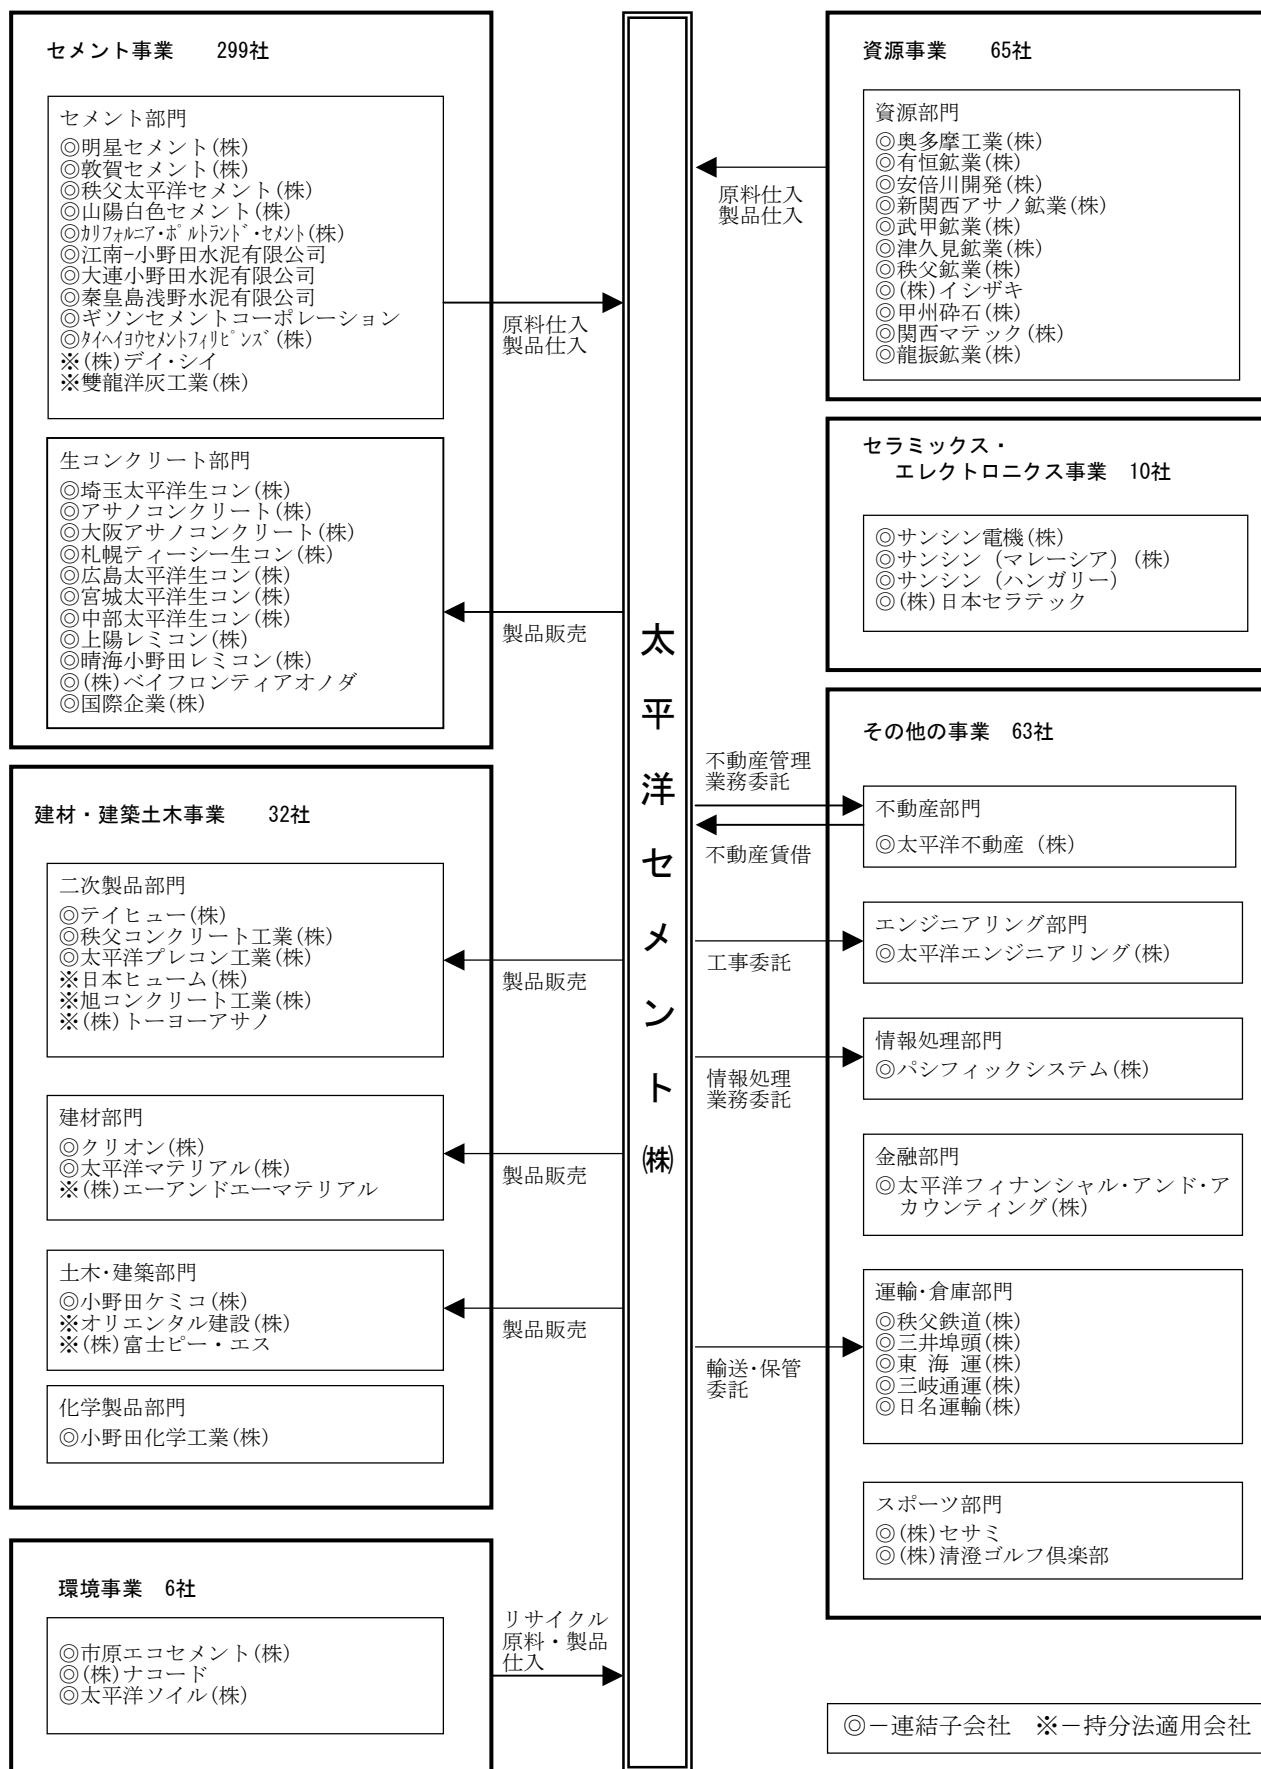 セメント事業　299社
セメント部門
◎明星セメント(株)
◎敦賀セメント(株)
◎秩父太平洋セメント(株)
◎山陽白色セメント(株)
◎ｶﾘﾌｫﾙﾆｱ･ﾎﾟﾙﾄﾗﾝﾄﾞ･ｾﾒﾝﾄ(株)
◎江南−小野田水泥有限公司
◎大連小野田水泥有限公司
◎秦皇島浅野水泥有限公司
◎ギソンセメントコーポレーション
◎ﾀｲﾍｲﾖｳｾﾒﾝﾄﾌｨﾘﾋﾟﾝｽﾞ(株)
※(株)デイ・シイ
※雙龍洋灰工業(株)
原料仕入
製品仕入
生コンクリート部門
◎埼玉太平洋生コン(株)
◎アサノコンクリート(株)
◎大阪アサノコンクリート(株)
◎札幌ティーシー生コン(株)
◎広島太平洋生コン(株)
◎宮城太平洋生コン(株)
◎中部太平洋生コン(株)
◎上陽レミコン(株)
◎晴海小野田レミコン(株)
◎(株)ベイフロンティアオノダ
◎国際企業(株)
製品販売
建材・建築土木事業　32社
二次製品部門
◎テイヒュー(株)
◎秩父コンクリート工業(株)
◎太平洋プレコン工業(株)
※日本ヒューム(株)
※旭コンクリート工業(株)
※(株)トーヨーアサノ
製品販売
建材部門
◎クリオン(株)
◎太平洋マテリアル(株)
※(株)エーアンドエーマテリアル
製品販売
土木･建築部門
◎小野田ケミコ(株)
※オリエンタル建設(株)
※(株)富士ピー・エス
製品販売
化学製品部門
◎小野田化学工業(株)
環境事業　6社
◎市原エコセメント(株)
◎(株)ナコード
◎太平洋ソイル(株)
リサイクル
原料・製品
仕入
太平洋セメント㈱
資源事業　65社
資源部門
◎奥多摩工業(株)
◎有恒鉱業(株)
◎安倍川開発(株)
◎新関西アサノ鉱業(株)
◎武甲鉱業(株)
◎津久見鉱業(株)
◎秩父鉱業(株)
◎(株)イシザキ
◎甲州砕石(株)
◎関西マテック(株)
◎龍振鉱業(株)
原料仕入
製品仕入
セラミックス・
エレクトロニクス事業　10社
◎サンシン電機(株)
◎サンシン（マレーシア）(株)
◎サンシン（ハンガリー）
◎(株)日本セラテック
その他の事業　63社
不動産管理
業務委託
不動産部門
◎太平洋不動産（株）
不動産賃借
エンジニアリング部門
◎太平洋エンジニアリング(株)
工事委託
情報処理部門
◎パシフィックシステム(株)
情報処理
業務委託
金融部門
◎太平洋フィナンシャル･アンド･ア
カウンティング(株)
運輸･倉庫部門
◎秩父鉄道(株)
◎三井埠頭(株)
◎東 海 運(株)
◎三岐通運(株)
◎日名運輸(株)
輸送･保管
委託
スポーツ部門
◎(株)セサミ
◎(株)清澄ゴルフ倶楽部
◎−連結子会社　※−持分法適用会社